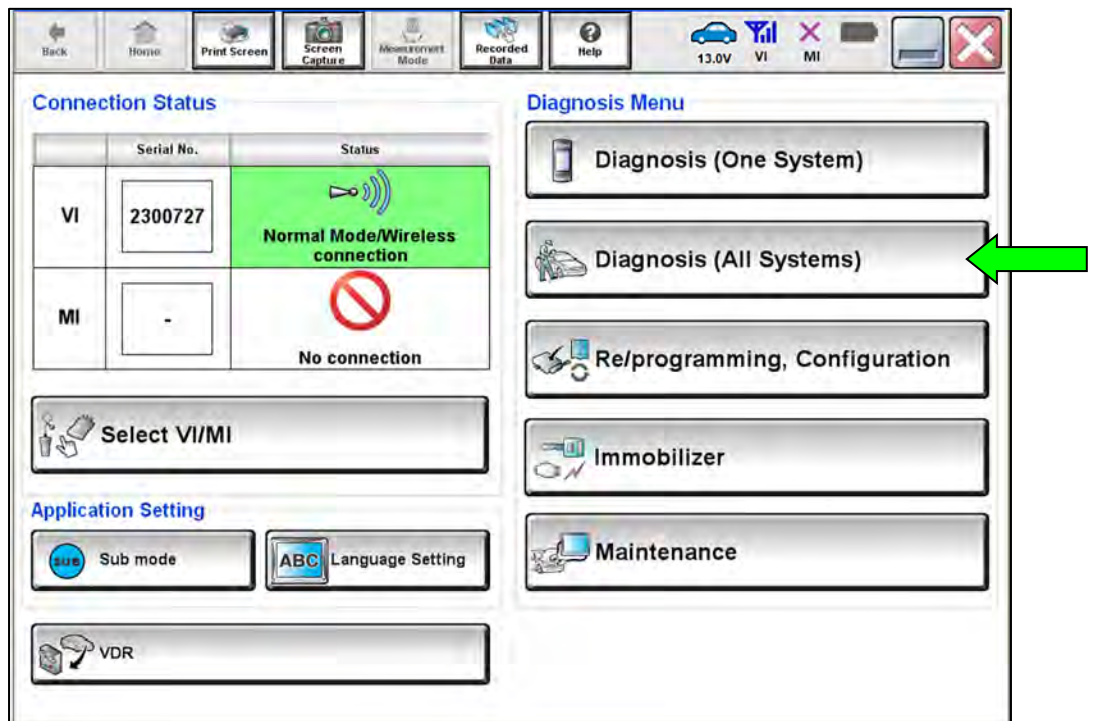 Back
Home
Print Screen
Screen
Capture
Measurement
Mode
Recorded
Data
Help
13.0V
VI
MI
Connection Status
Serial No.
Status
VI
2300727
Normal Mode/Wireless
connection
MI
-
No connection
Select VI/MI
Application Setting
SUB
Sub mode
ABC
Language Setting
VDR
Diagnosis Menu
Diagnosis (One System)
Diagnosis (All Systems)
Re/programming, Configuration
Immobilizer
Maintenance